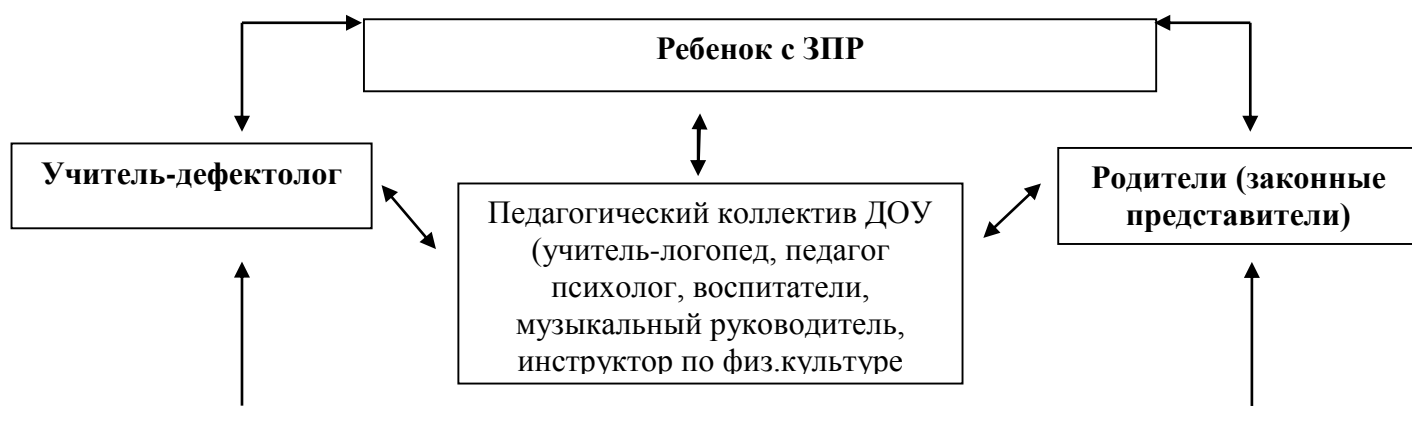 Ребенок с ЗПР
Учитель-дефектолог
Педагогический коллектив ДОУ
(учитель-логопед, педагог
психолог, воспитатели,
музыкальный руководитель,
инструктор по физ.культуре
Родители (законные
представители)